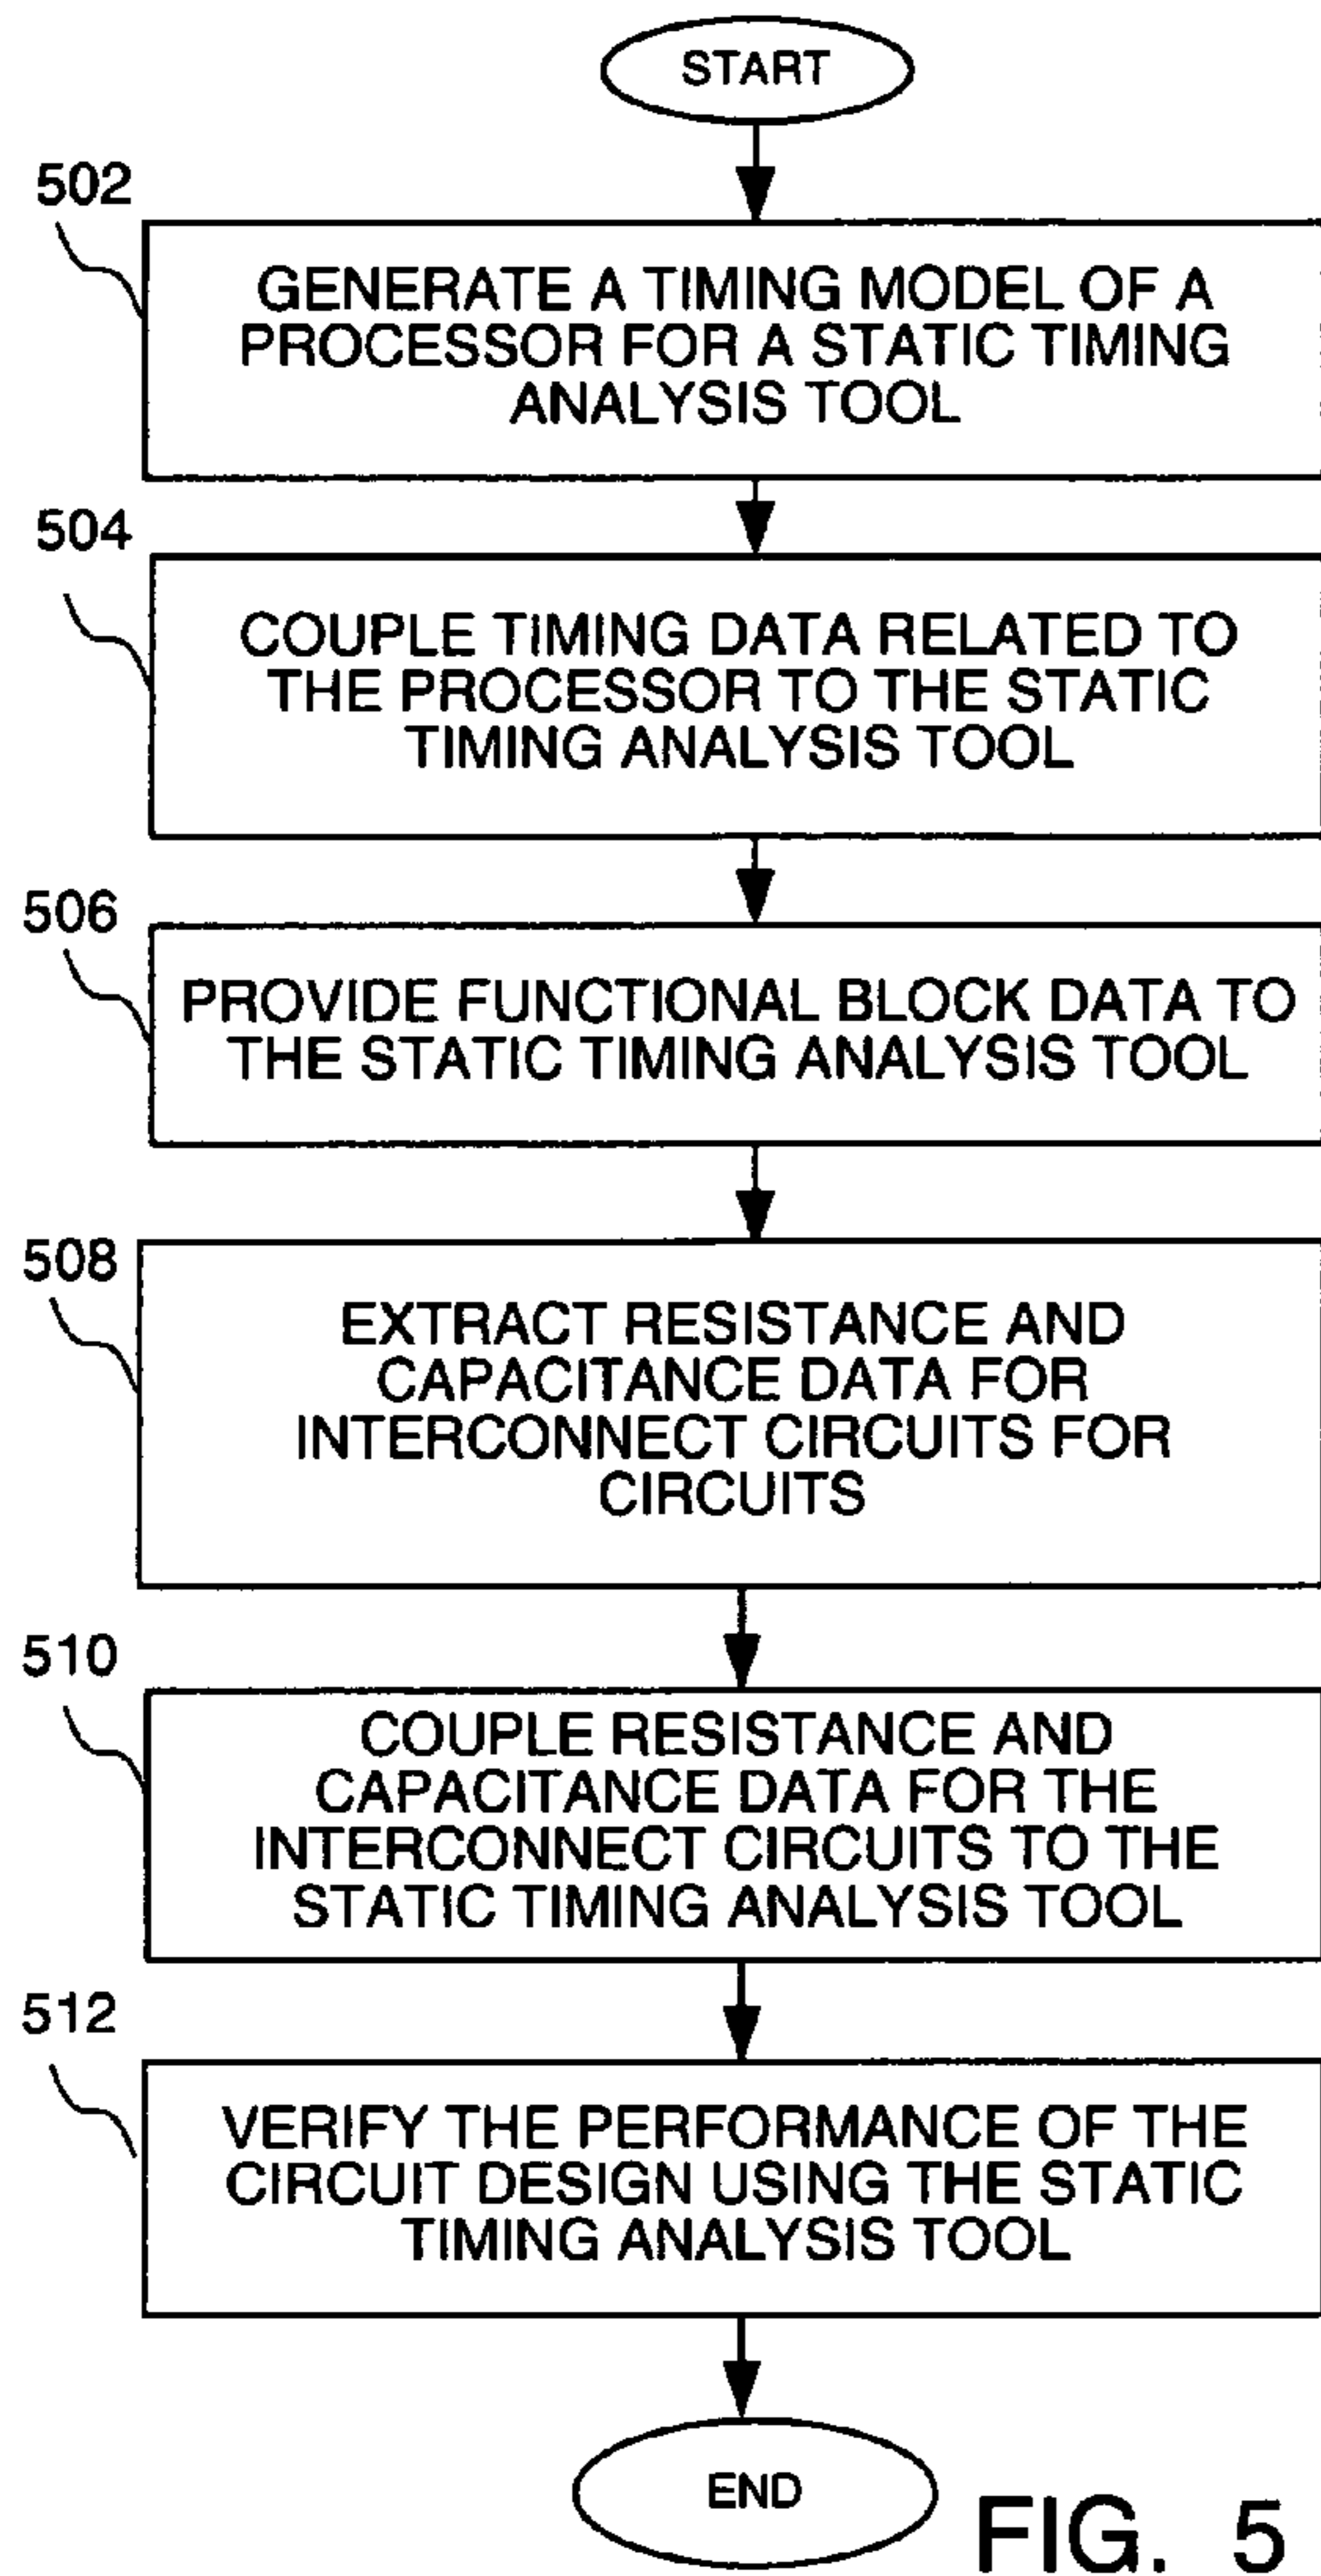 START
502
GENERATE A TIMING MODEL OF A
PROCESSOR FOR A STATIC TIMING
ANALYSIS TOOL
504
COUPLE TIMING DATA RELATED TO
THE PROCESSOR TO THE STATIC
TIMING ANALYSIS TOOL
506
PROVIDE FUNCTIONAL BLOCK DATA TO
THE STATIC TIMING ANALYSIS TOOL
508
EXTRACT RESISTANCE AND
CAPACITANCE DATA FOR
INTERCONNECT CIRCUITS FOR
CIRCUITS
510
COUPLE RESISTANCE AND
CAPACITANCE DATA FOR THE
INTERCONNECT CIRCUITS TO THE
STATIC TIMING ANALYSIS TOOL
512
VERIFY THE PERFORMANCE OF THE
CIRCUIT DESIGN USING THE STATIC
TIMING ANALYSIS TOOL
END
FIG. 5